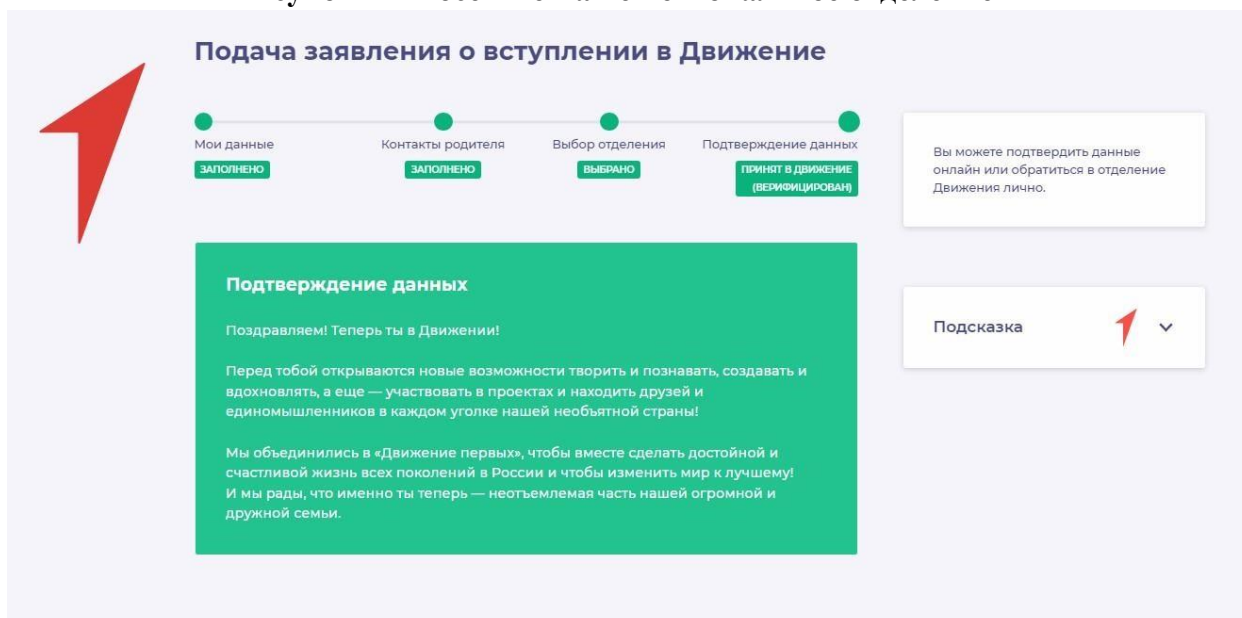 Подача заявления о вступлении в Движение
Мои данные
ЗАПОЛНЕНО
Контакты родителя
ЗАПОЛНЕНО
Выбор отделения
ВЫБРАНО
Подтверждение данных
ПРИНЯТ В ДВИЖЕНИЕ
(ВЕРИФИЦИРОВАН)
Вы можете подтвердить данные
онлайн или обратиться в отделение
Движения лично.
Подтверждение данных
Поздравляем! Теперь ты в Движении!
Перед тобой открываются новые возможности творить и познавать, создавать и
вдохновлять, а еще — участвовать в проектах и находить друзей и
единомышленников в каждом уголке нашей необъятной страны!
Мы объединились в «Движение первых», чтобы вместе сделать достойной и
счастливой жизнь всех поколений в России и чтобы изменить мир к лучшему!
И мы рады, что именно ты теперь — неотъемлемая часть нашей огромной и
дружной семьи.
Подсказка